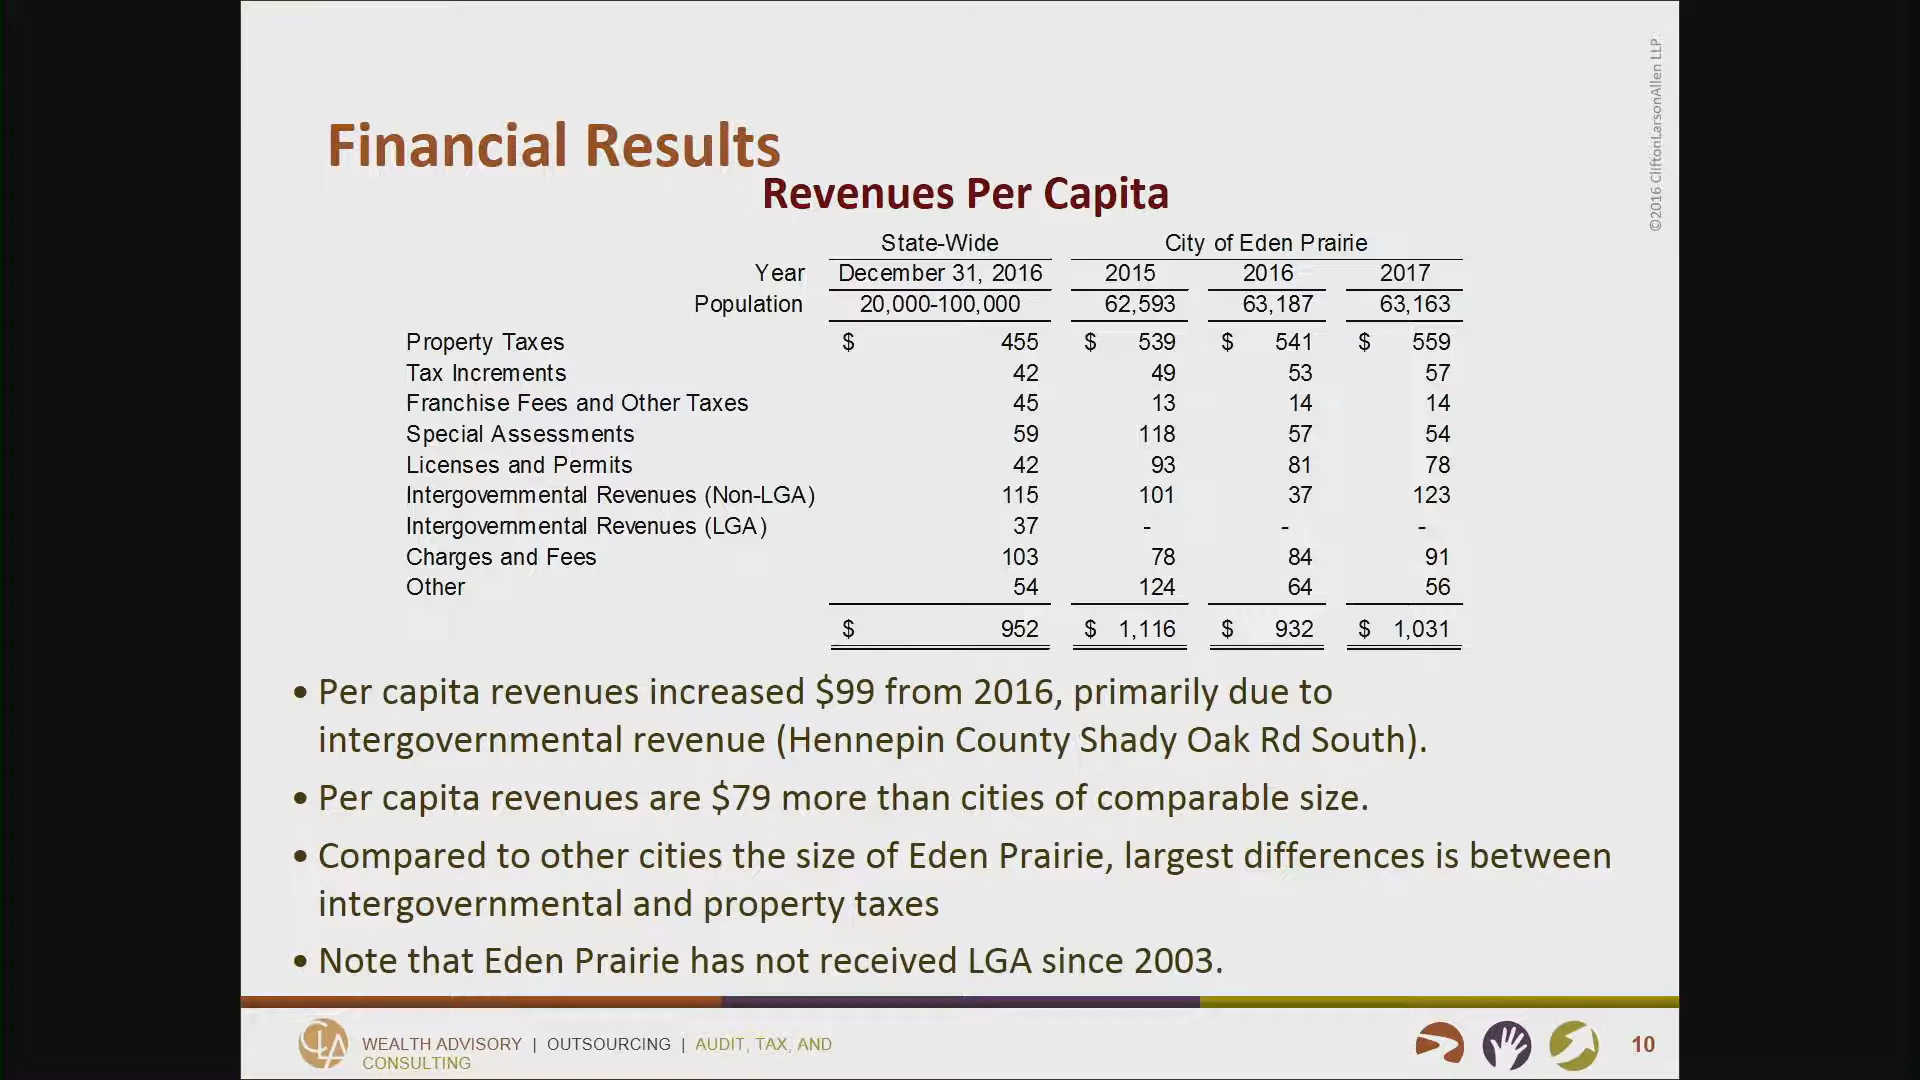 ©2016 CliftonLarsonAllen LLP
Financial Results
Revenues Per Capita
State-Wide City of Eden Prairie
Year December 31, 2016 2015 2016 2017
Population 20,000-100,000 62,593 63,187 63,163
Property Taxes $ 455 $ 539 $ 541 $ 559
Tax Increments 42 49 53 57
Franchise Fees and Other Taxes 45 13 14 14
Special Assessments 59 118 57 54
Licenses and Permits 42 93 81 78
Intergovernmental Revenues (Non-LGA) 115 101 37 123
Intergovernmental Revenues (LGA) 37 - - -
Charges and Fees 103 78 84 91
Other 54 124 64 56
$ 952 $ 1,116 $ 932 $ 1,031
• Per capita revenues increased $99 from 2016, primarily due to
intergovernmental revenue (Hennepin County Shady Oak Rd South).
• Per capita revenues are $79 more than cities of comparable size.
• Compared to other cities the size of Eden Prairie, largest differences is between
intergovernmental and property taxes
• Note that Eden Prairie has not received LGA since 2003.
CLA WEALTH ADVISORY | OUTSOURCING | AUDIT, TAX, AND
CONSULTING
10